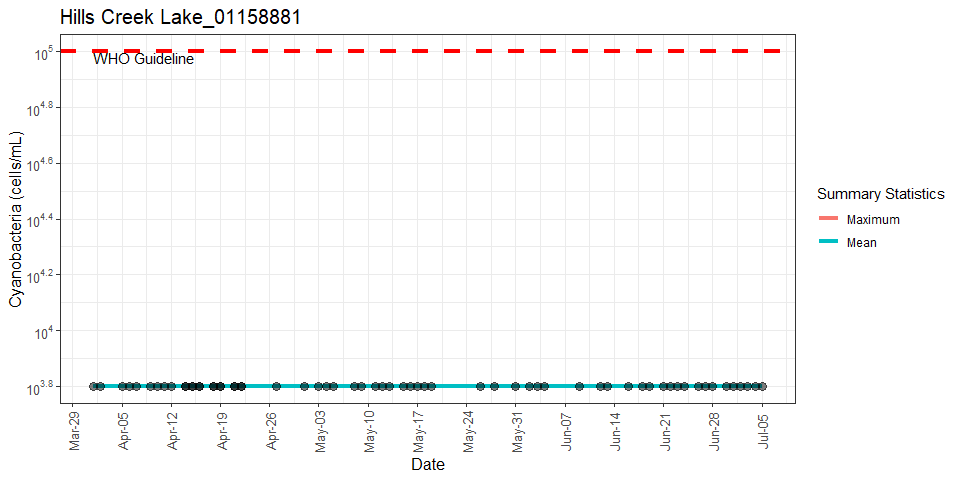 Hills Creek Lake_01158881
Cyanobacteria (cells/mL)
10^5
10^4.8
10^4.6
10^4.4
10^4.2
10^4
10^3.8
WHO Guideline
Mar-29
Apr-05
Apr-12
Apr-19
Apr-26
May-03
May-10
May-17
May-24
May-31
Jun-07
Jun-14
Jun-21
Jun-28
Jul-05
Date
Summary Statistics
Maximum
Mean